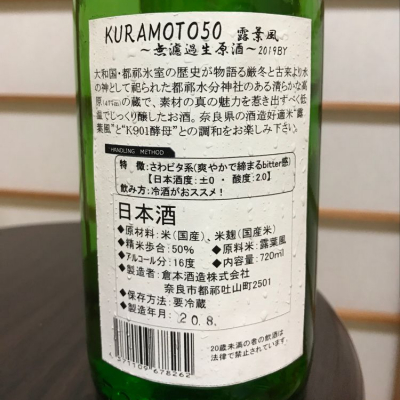 KURAMOTO50 露葉風
～無濾過生原酒～2019BY
大和国・都祁氷室の歴史が物語る厳冬と古来より水
の神として祀られた都祁水分神社のある清らかな高
原(475m)の蔵で、素材の真の魅力を惹き出すべく低
温でじっくり醸したお酒。奈良県の酒造好適米“露
葉風”と“K901酵母”との調和をお楽しみ下さい。
HANDLING METHOD
特 徴:さわビタ系(爽やかで締まるbitter感)
【日本酒度：±0 ・ 酸度：2.0】
飲み方:冷酒がおススメ！
日本酒
●原材料：米（国産）、米麹（国産米）
●精米歩合：50% ●原料米：露葉風
●アルコール分：16度 ●内容量：720ml
●製造者：倉本酒造株式会社
奈良市都祁吐山町2501
●保存方法：要冷蔵
●製造年月： 20.8.
20歳未満の者の飲酒は
法律で禁止されています。